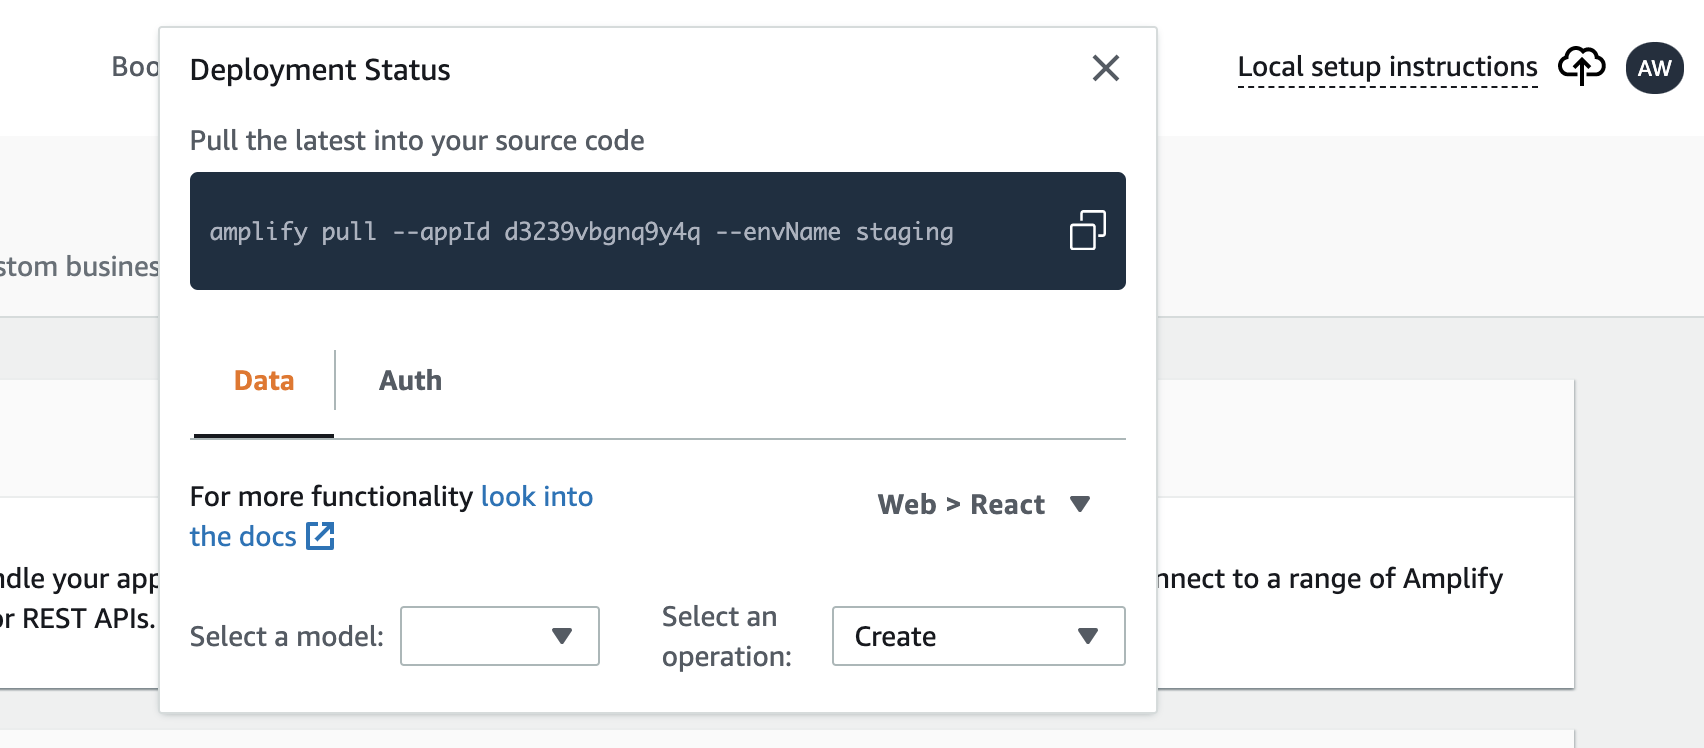 Boo
Deployment Status
Local setup instructions
AW
Pull the latest into your source code
amplify pull --appId d3239vbgnq9y4q --envName staging
stom busines
Data
Auth
For more functionality look into
the docs
Web > React
ndle your app
nnect to a range of Amplify
or REST APIs.
Select a model:
Select an
operation:
Create